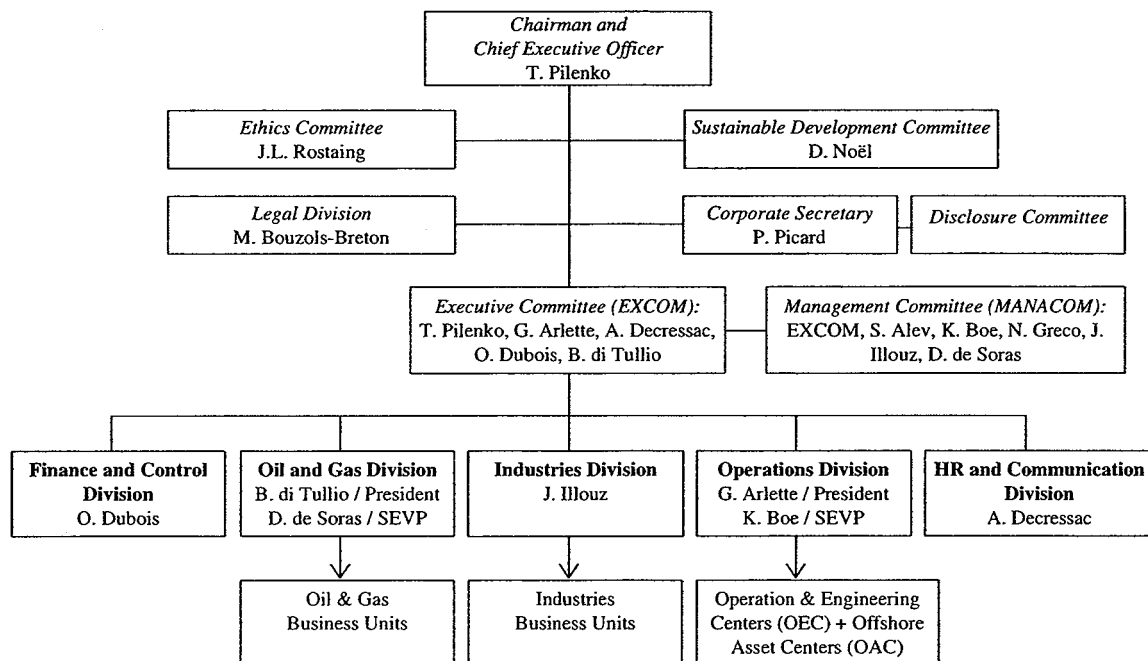 Chairman and
Chief Executive Officer
T. Pilenko
Ethics Committee
J.L. Rostaing
Sustainable Development Committee
D. Noël
Legal Division
M. Bouzols-Breton
Corporate Secretary
P. Picard
Disclosure Committee
Executive Committee (EXCOM):
T. Pilenko, G. Arlette, A. Decressac,
O. Dubois, B. di Tullio
Management Committee (MANACOM):
EXCOM, S. Alev, K. Boe, N. Greco, J.
Illouz, D. de Soras
Finance and Control
Division
O. Dubois
Oil and Gas Division
B. di Tullio / President
D. de Soras / SEVP
Industries Division
J. Illouz
Operations Division
G. Arlette / President
K. Boe / SEVP
HR and Communication
Division
A. Decressac
Oil & Gas
Business Units
Industries
Business Units
Operation & Engineering
Centers (OEC) + Offshore
Asset Centers (OAC)